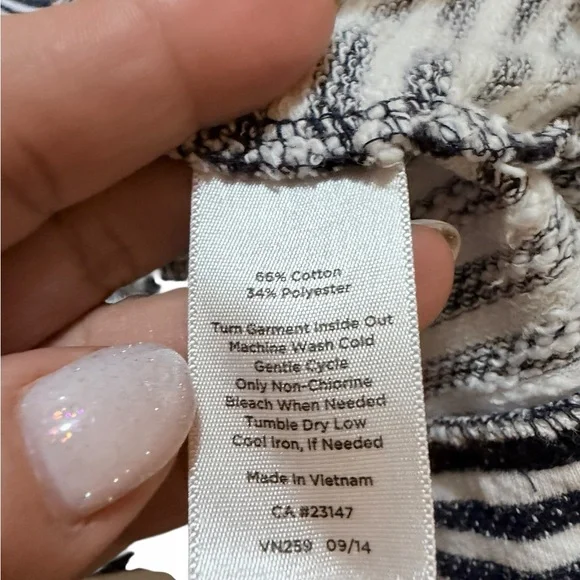 66% Cotton
34% Polyester
Turn Garment Inside Out
Machine Wash Cold
Gentle Cycle
Only Non-Chlorine
Bleach When Needed
Tumble Dry Low
Cool Iron, If Needed
Made In Vietnam
CA #23147
VN259 09/14